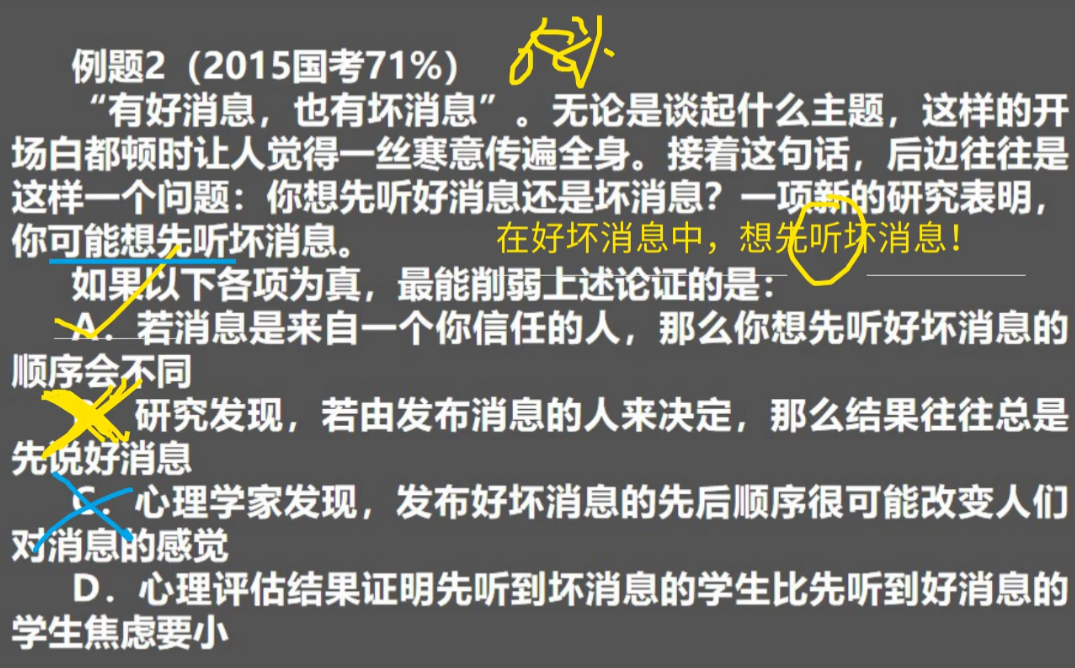 例题2（2015国考71%）
“有好消息，也有坏消息”。无论是谈起什么主题，这样的开
场白都顿时让人觉得一丝寒意传遍全身。接着这句话，后边往往是
这样一个问题：你想先听好消息还是坏消息？一项新的研究表明，
你可能想先听坏消息。
在好坏消息中，想先听坏消息！
如果以下各项为真，最能削弱上述论证的是：
A．若消息是来自一个你信任的人，那么你想先听好坏消息的
顺序会不同
研究发现，若由发布消息的人来决定，那么结果往往总是
先说好消息
C．心理学家发现，发布好坏消息的先后顺序很可能改变人们
对消息的感觉
D．心理评估结果证明先听到坏消息的学生比先听到好消息的
学生焦虑要小